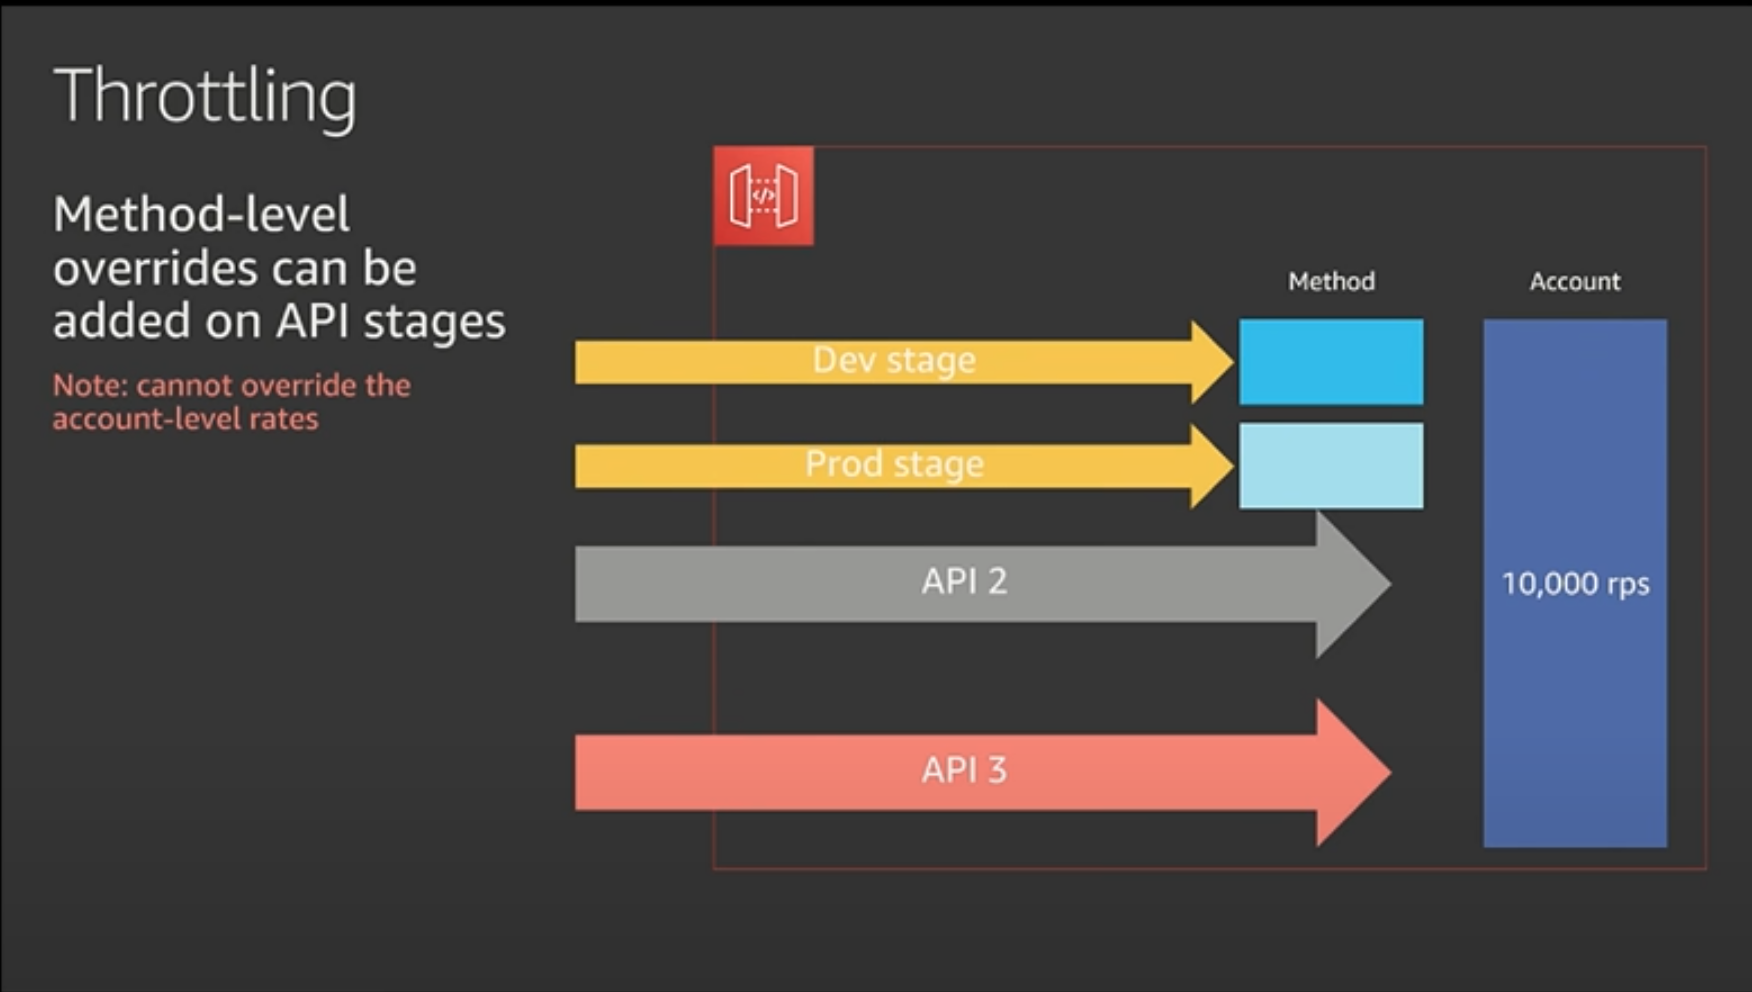 Throttling
Method-level
overrides can be
added on API stages
Note: cannot override the
account-level rates
</>
Method
Account
Dev stage
Prod stage
API 2
10,000 rps
API 3